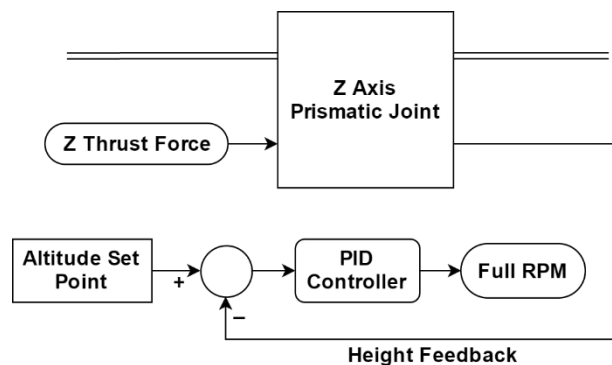 Z Axis
Prismatic Joint
Z Thrust Force
Altitude Set
Point
+
−
PID
Controller
Full RPM
Height Feedback